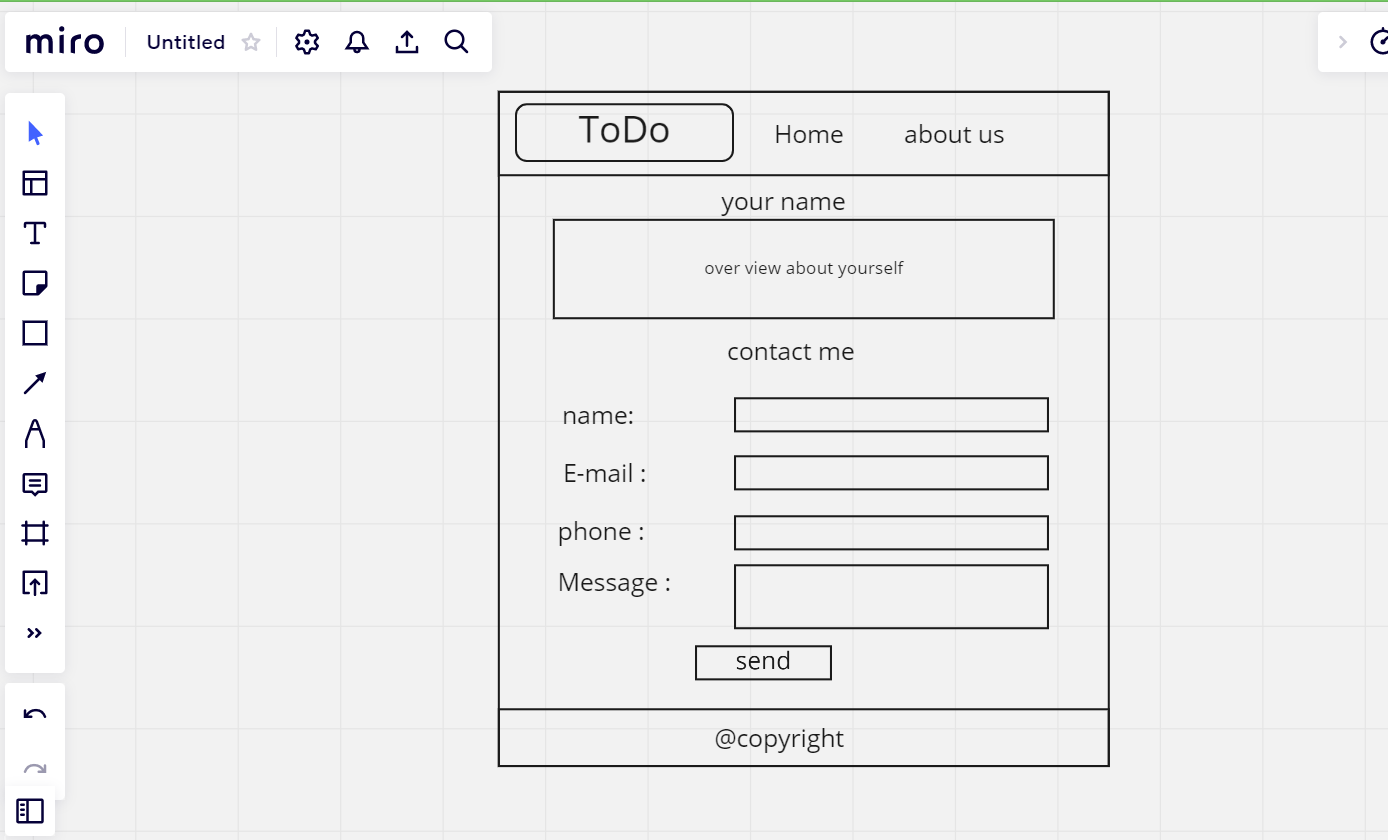 miro Untitled
ToDo Home about us
your name
over view about yourself
contact me
name:
E-mail :
phone :
Message :
send
@copyright